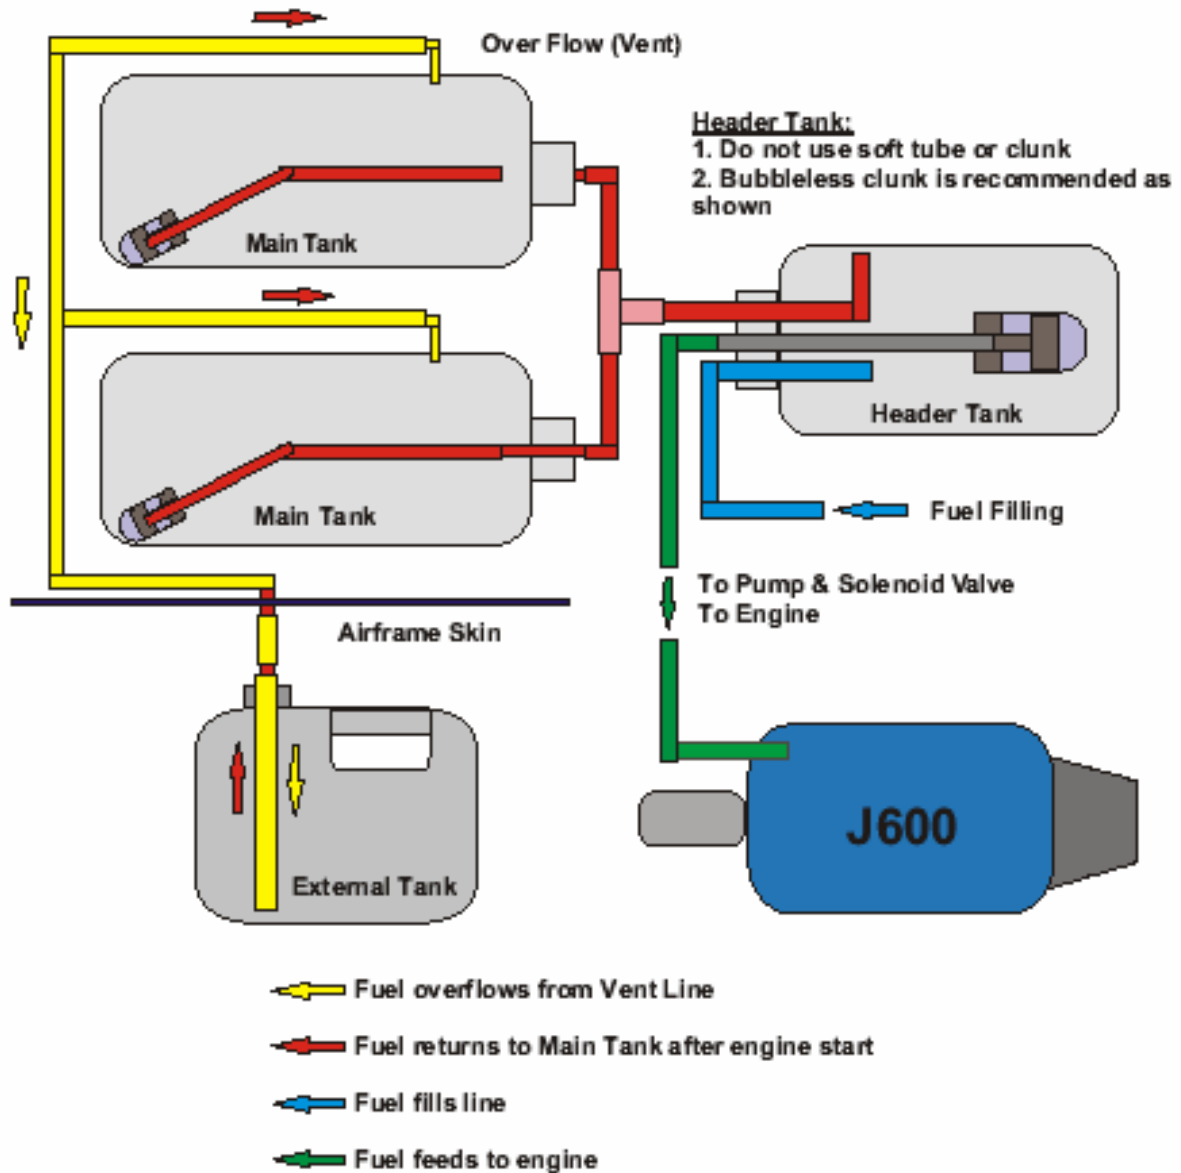 Over Flow (Vent)
Header Tank:
1. Do not use soft tube or clunk
2. Bubbleless clunk is recommended as
shown
Main Tank
Header Tank
Main Tank
Fuel Filling
To Pump & Solenoid Valve
To Engine
Airframe Skin
J600
External Tank
Fuel overflows from Vent Line
Fuel returns to Main Tank after engine start
Fuel fills line
Fuel feeds to engine